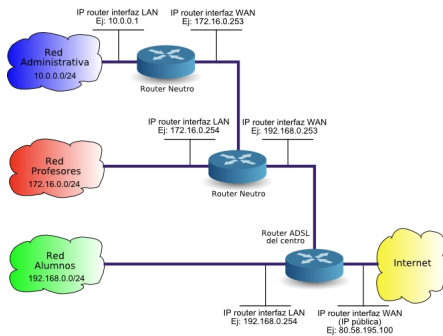 IP router interfaz LAN
Ej: 10.0.0.1
IP router interfaz WAN
Ej: 172.16.0.253
Red
Administrativa
10.0.0.0/24
Router Neutro
IP router interfaz LAN
Ej: 172.16.0.254
IP router interfaz WAN
Ej: 192.168.0.253
Red
Profesores
172.16.0.0/24
Router Neutro
Router ADSL
del centro
Red
Alumnos
192.168.0.0/24
Internet
IP router interfaz LAN
Ej: 192.168.0.254
IP router interfaz WAN
(IP pública)
Ej: 80.58.195.100